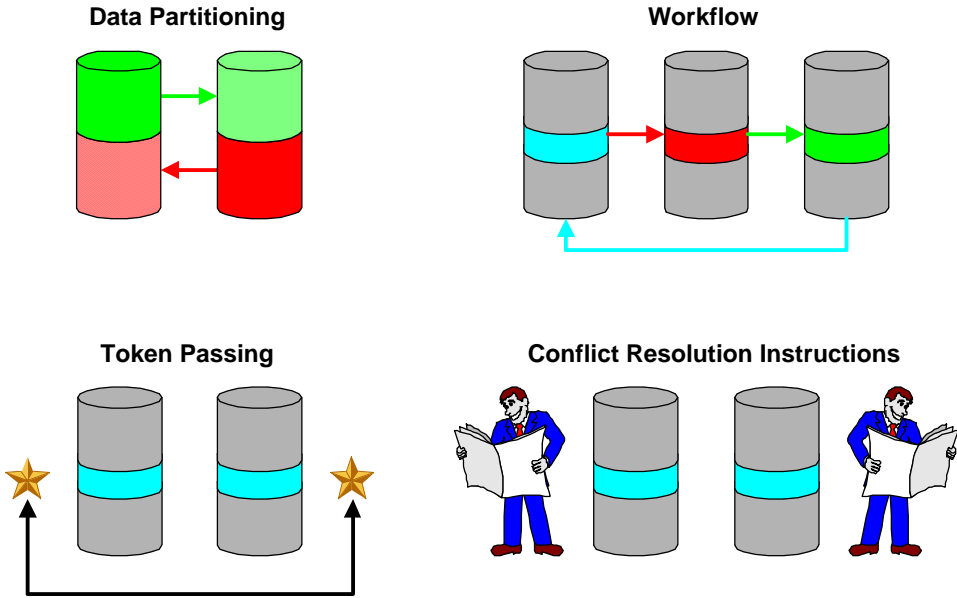 Data Partitioning
Workflow
Token Passing
Conflict Resolution Instructions